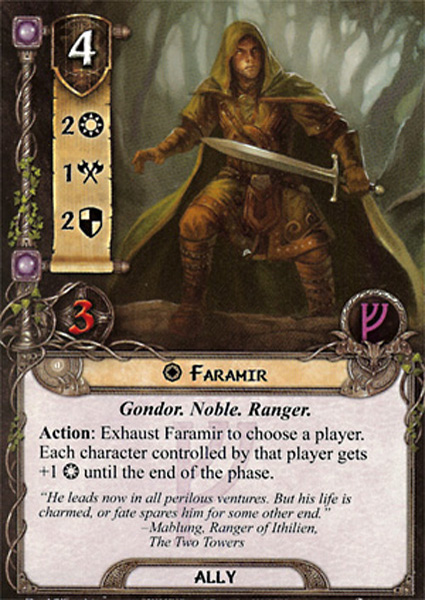 4
2
1
2
3
Faramir
Gondor. Noble. Ranger.
Action: Exhaust Faramir to choose a player.
Each character controlled by that player gets
+1 until the end of the phase.
"He leads now in all perilous ventures. But his life is
charmed, or fate spares him for some other end."
–Mablung, Ranger of Ithilien,
The Two Towers
ALLY